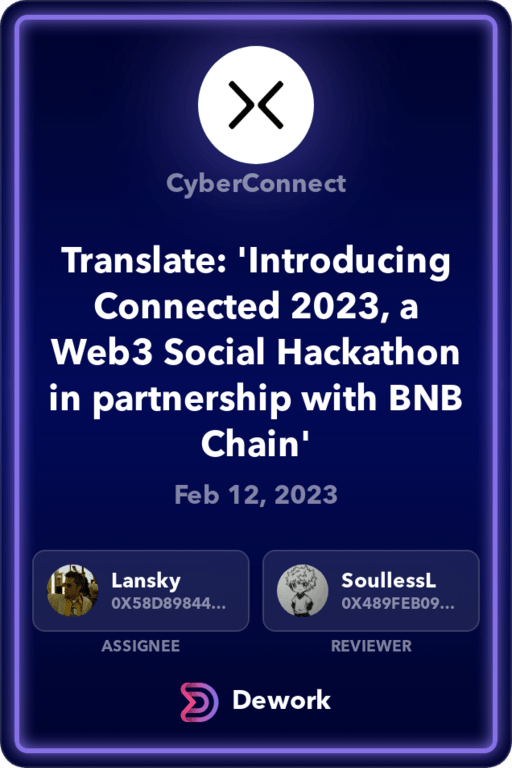 CyberConnect
Translate: 'Introducing
Connected 2023, a
Web3 Social Hackathon
in partnership with BNB
Chain'
Feb 12, 2023
Lansky
0X58D89844...
ASSIGNEE
SoullessL
0X489FEB09...
REVIEWER
Dework